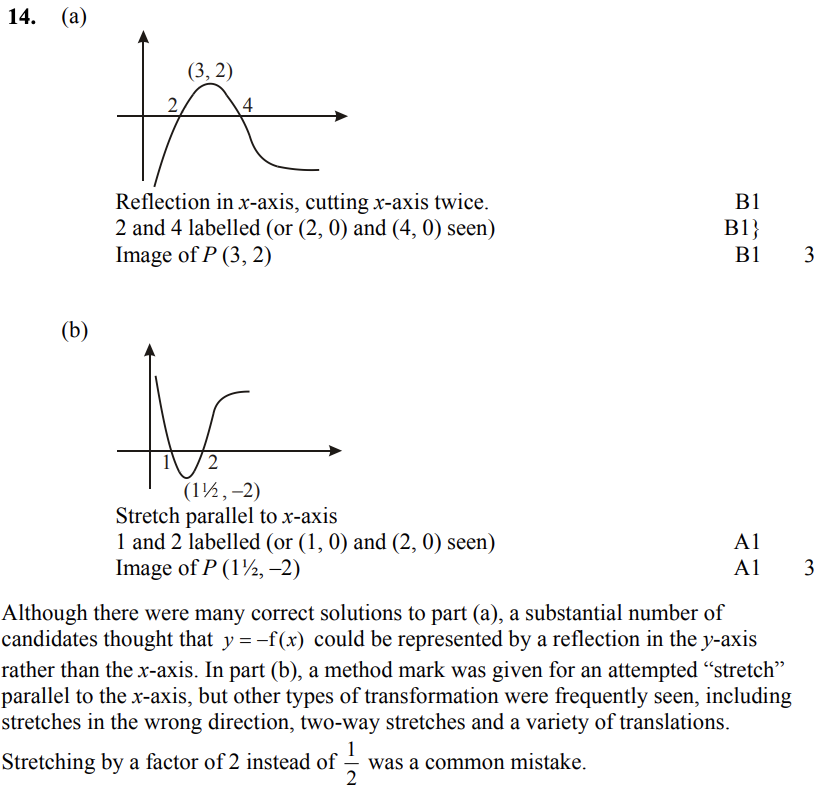 14. (a)
(3, 2)
2 4
Reflection in x-axis, cutting x-axis twice. B1
2 and 4 labelled (or (2, 0) and (4, 0) seen) B1}
Image of P (3, 2) B1 3
(b)
1 2
(1½, –2)
Stretch parallel to x-axis
1 and 2 labelled (or (1, 0) and (2, 0) seen) A1
Image of P (1½, –2) A1 3
Although there were many correct solutions to part (a), a substantial number of
candidates thought that y = –f(x) could be represented by a reflection in the y-axis
rather than the x-axis. In part (b), a method mark was given for an attempted “stretch”
parallel to the x-axis, but other types of transformation were frequently seen, including
stretches in the wrong direction, two-way stretches and a variety of translations.
Stretching by a factor of 2 instead of 1/2 was a common mistake.